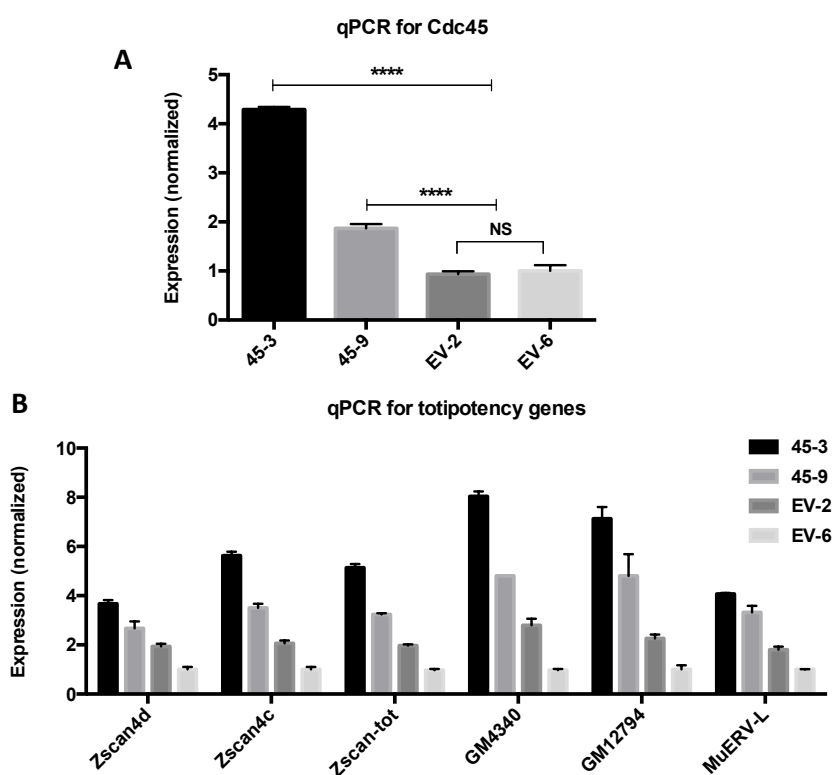 qPCR for Cdc45
A
Expression (normalized)
5
4
3
2
1
0
****
****
NS
45-3
45-9
EV-2
EV-6
B
qPCR for totipotency genes
Expression (normalized)
10
8
6
4
2
0
45-3
45-9
EV-2
EV-6
Zscan4d
Zscan4c
Zscan-tot
GM4340
GM12794
MuERV-L